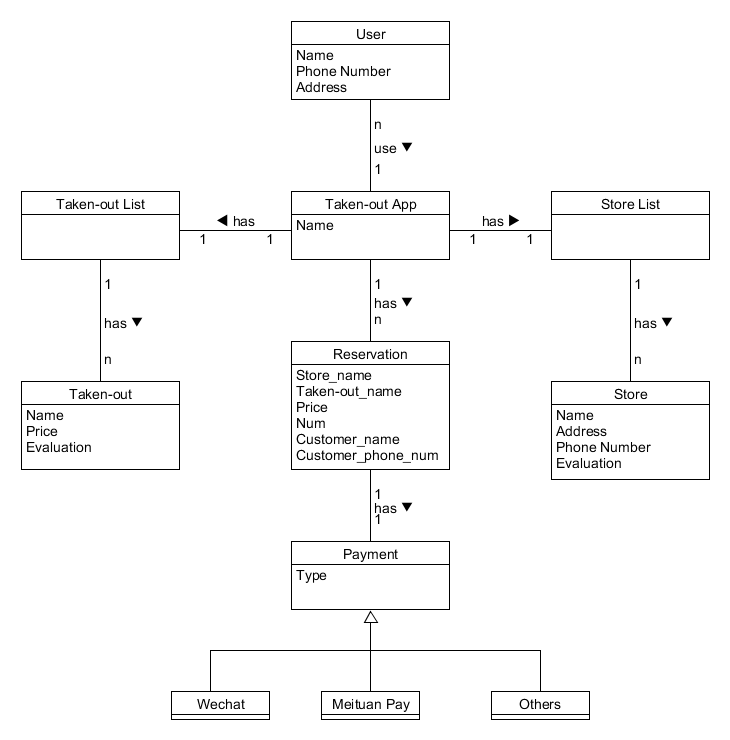 User
Name
Phone Number
Address
n
use ▼
1
Taken-out List
◀ has
1 1
Taken-out App
Name
has ▶
1 1
Store List
1
has ▼
n
1
has ▼
n
1
has ▼
n
Taken-out
Name
Price
Evaluation
Reservation
Store_name
Taken-out_name
Price
Num
Customer_name
Customer_phone_num
Store
Name
Address
Phone Number
Evaluation
1
has ▼
1
Payment
Type
Wechat
Meituan Pay
Others